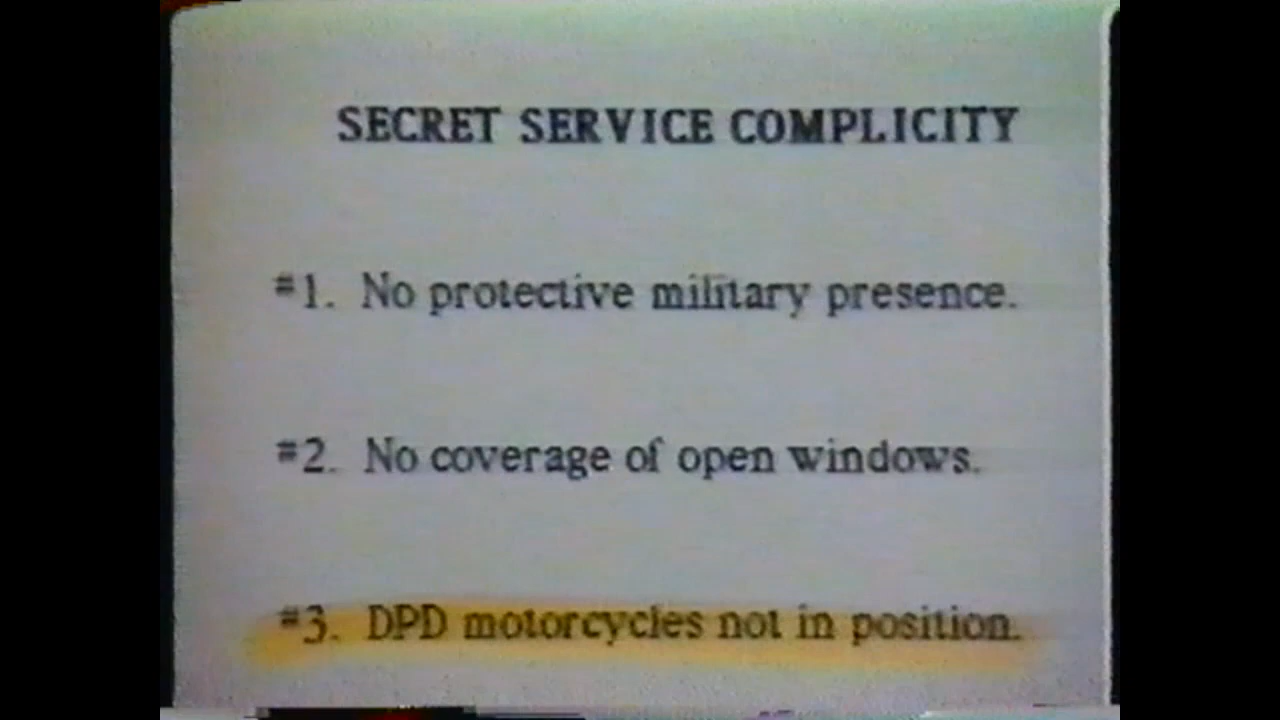 SECRET SERVICE COMPLICITY
#1. No protective military presence.
#2. No coverage of open windows.
#3. DPD motorcycles not in position.